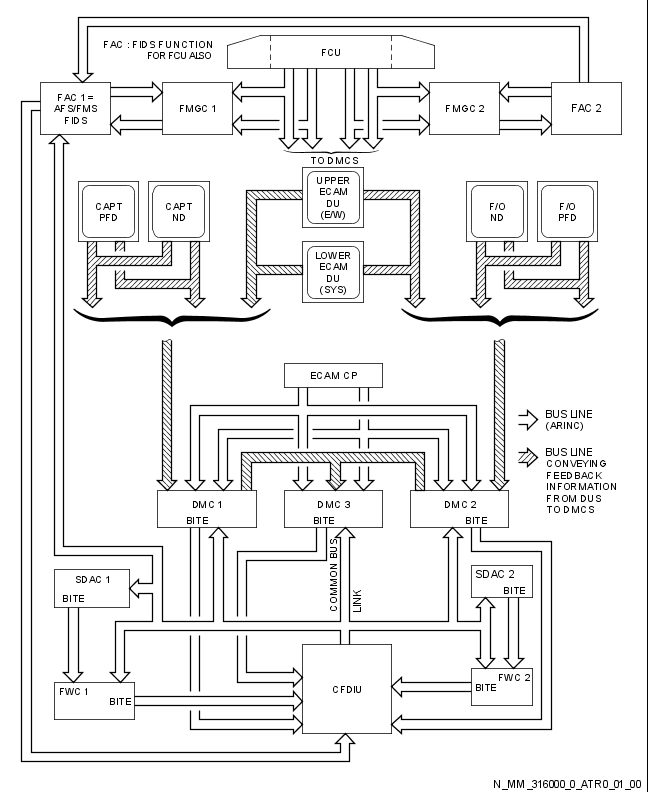 FAC : FIDS FUNCTION
FOR FCU ALSO
FCU
FAC 1 =
AFS/FMS
FIDS
FMGC 1
FMGC 2
FAC 2
TO DMCS
CAPT
PFD
CAPT
ND
UPPER
ECAM
DU
(E/W)
F/O
ND
F/O
PFD
LOWER
ECAM
DU
(SYS)
ECAM CP
BUS LINE
(ARINC)
BUS LINE
CONVEYING
FEEDBACK
INFORMATION
FROM DUS
TO DMCS
DMC 1
BITE
DMC 3
BITE
DMC 2
BITE
COMMON BUS
LINK
SDAC 1
BITE
SDAC 2
BITE
FWC 1
BITE
CFDIU
FWC 2
BITE
N_MM_316000_0_ATR0_01_00